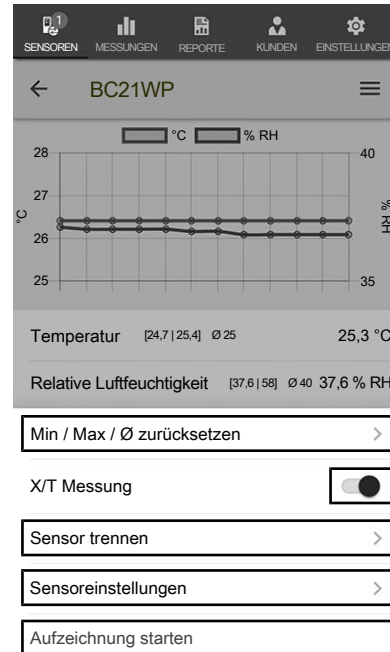 1
SENSOREN MESSUNGEN REPORTE KUNDEN EINSTELLUNGEN
BC21WP
°C % RH
28 40
27
°C % RH
26
25 35
Temperatur [24,7 | 25,4] Ø 25 25,3 °C
Relative Luftfeuchtigkeit [37,6 | 58] Ø 40 37,6 % RH
Min / Max / Ø zurücksetzen
X/T Messung
Sensor trennen
Sensoreinstellungen
Aufzeichnung starten